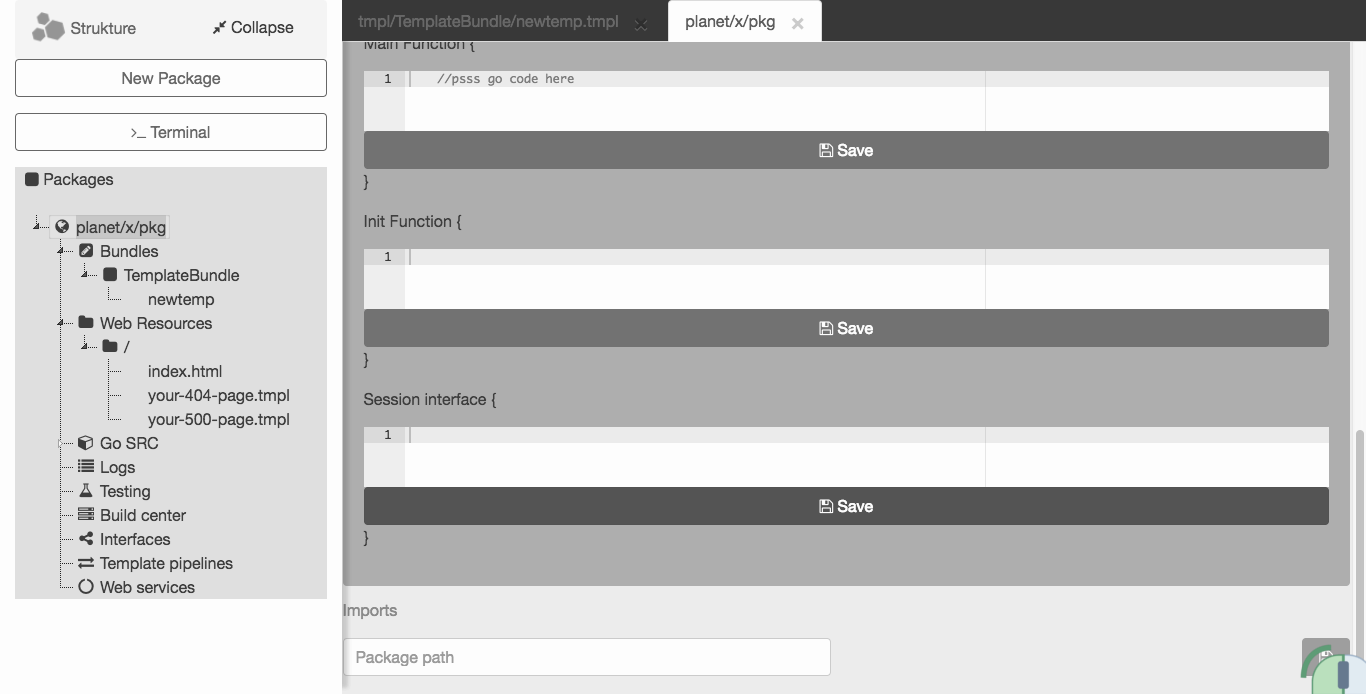 Strukture
Collapse
New Package
>_ Terminal
Packages
planet/x/pkg
Bundles
TemplateBundle
newtemp
Web Resources
/
index.html
your-404-page.tmpl
your-500-page.tmpl
Go SRC
Logs
Testing
Build center
Interfaces
Template pipelines
Web services
tmpl/TemplateBundle/newtemp.tmpl
planet/x/pkg
Main Function {
1 //psss go code here
Save
}
Init Function {
1
Save
}
Session interface {
1
Save
}
Imports
Package path